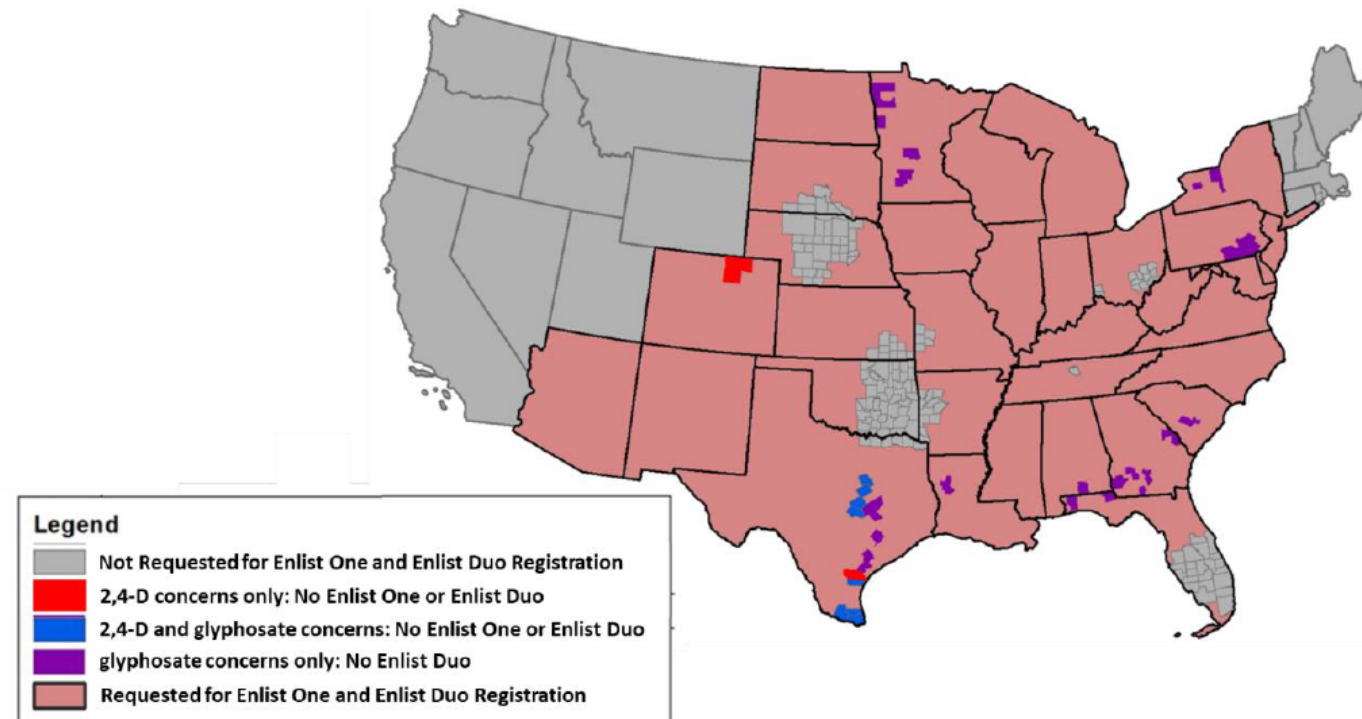 Legend
Not Requested for Enlist One and Enlist Duo Registration
2,4-D concerns only: No Enlist One or Enlist Duo
2,4-D and glyphosate concerns: No Enlist One or Enlist Duo
glyphosate concerns only: No Enlist Duo
Requested for Enlist One and Enlist Duo Registration